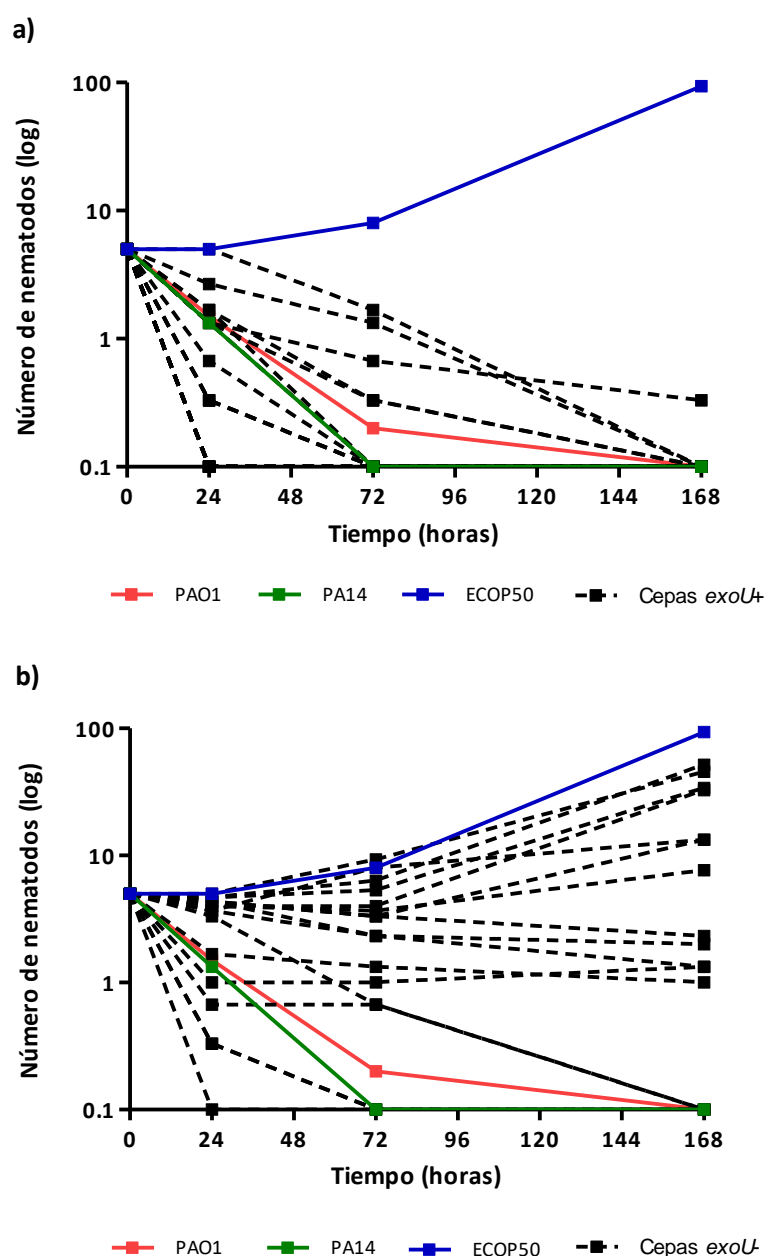 a)
Número de nematodos (log)
100
10
1
0.1
0 24 48 72 96 120 144 168
Tiempo (horas)
PAO1 PA14 ECOP50 Cepas exoU+
b)
Número de nematodos (log)
100
10
1
0.1
0 24 48 72 96 120 144 168
Tiempo (horas)
PAO1 PA14 ECOP50 Cepas exoU-